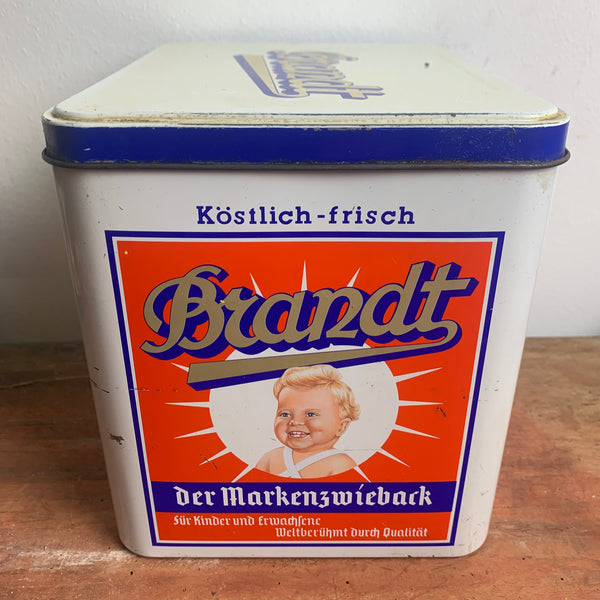 Brandt
Köstlich-frisch
Brandt
der Markenzwieback
Für Kinder und Erwachsene
Weltberühmt durch Qualität